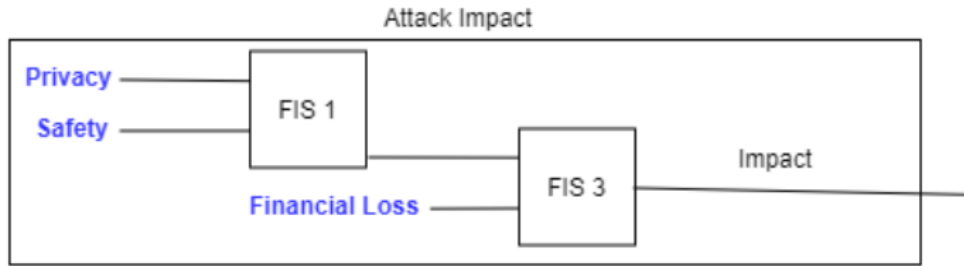 Attack Impact
Privacy
FIS 1
Safety
Impact
FIS 3
Financial Loss